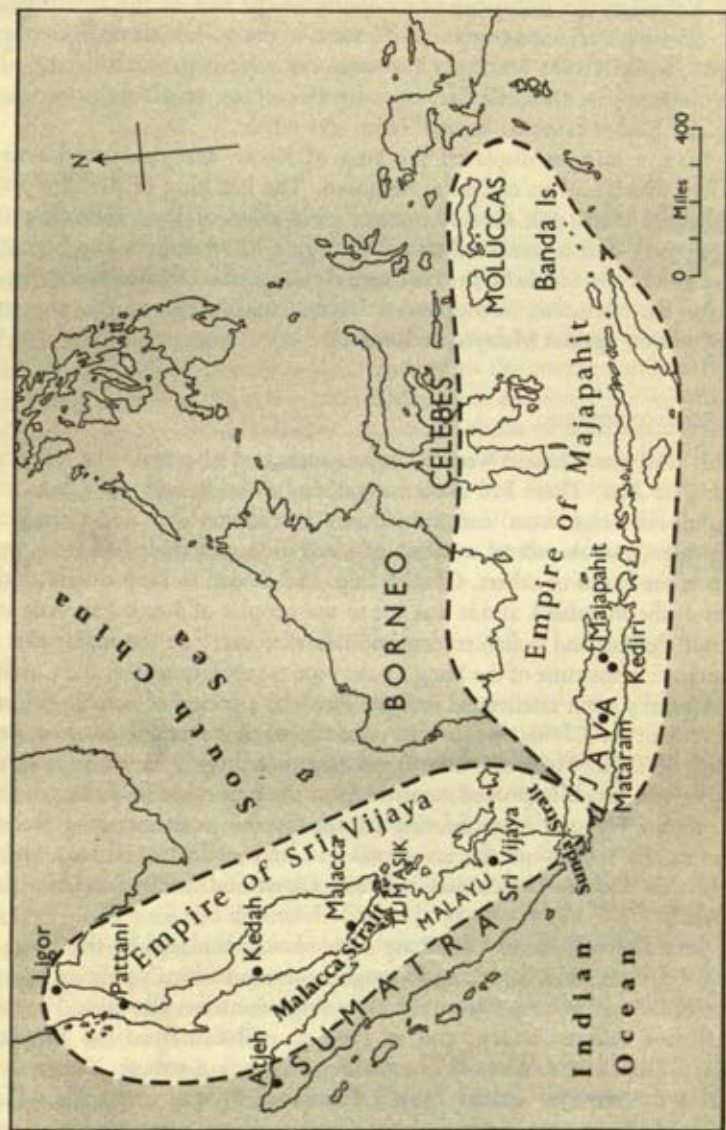 N
South China
Sea
Ligor
Pattani
Kedah
Empire of Sri Vijaya
Atjeh
Malacca
Malacca Strait
TUMASIK
SUMATRA
MALAYU
Sri Vijaya
BORNEO
CELEBES
MOLUCCAS
Banda Is.
Empire of
Majapahit
Sunda Strait
JAVA
Majapahit
Kediri
Mataram
Indian
Ocean
0 400
Miles